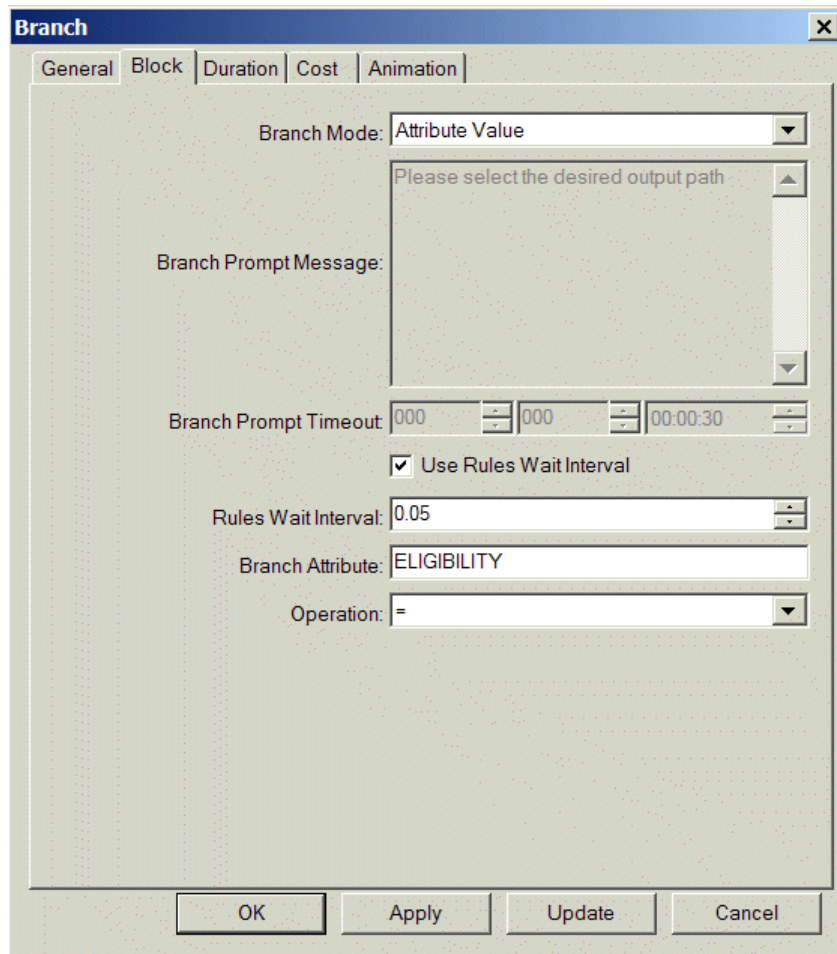 Branch
General Block Duration Cost Animation
Branch Mode: Attribute Value
Please select the desired output path
Branch Prompt Message:
Branch Prompt Timeout: 000 000 00:00:30
Use Rules Wait Interval
Rules Wait Interval: 0.05
Branch Attribute: ELIGIBILITY
Operation: =
OK Apply Update Cancel